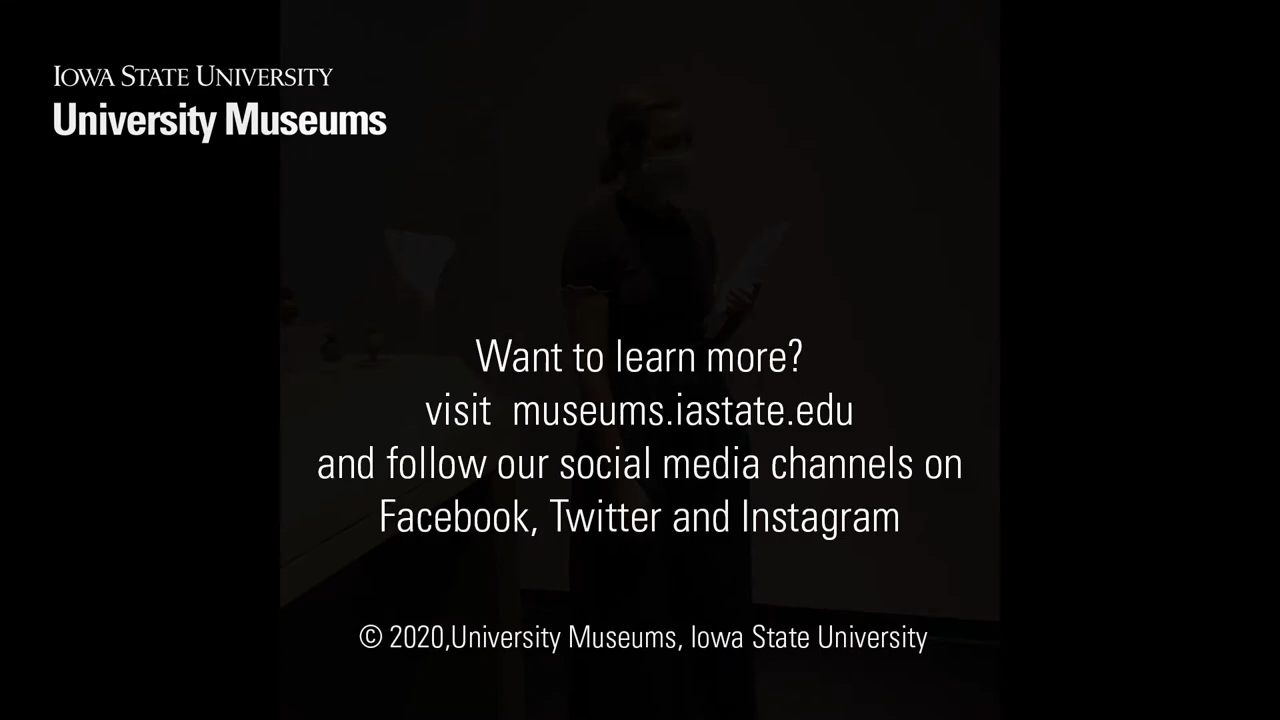 IOWA STATE UNIVERSITY
University Museums
Want to learn more?
visit museums.iastate.edu
and follow our social media channels on
Facebook, Twitter and Instagram
© 2020,University Museums, Iowa State University